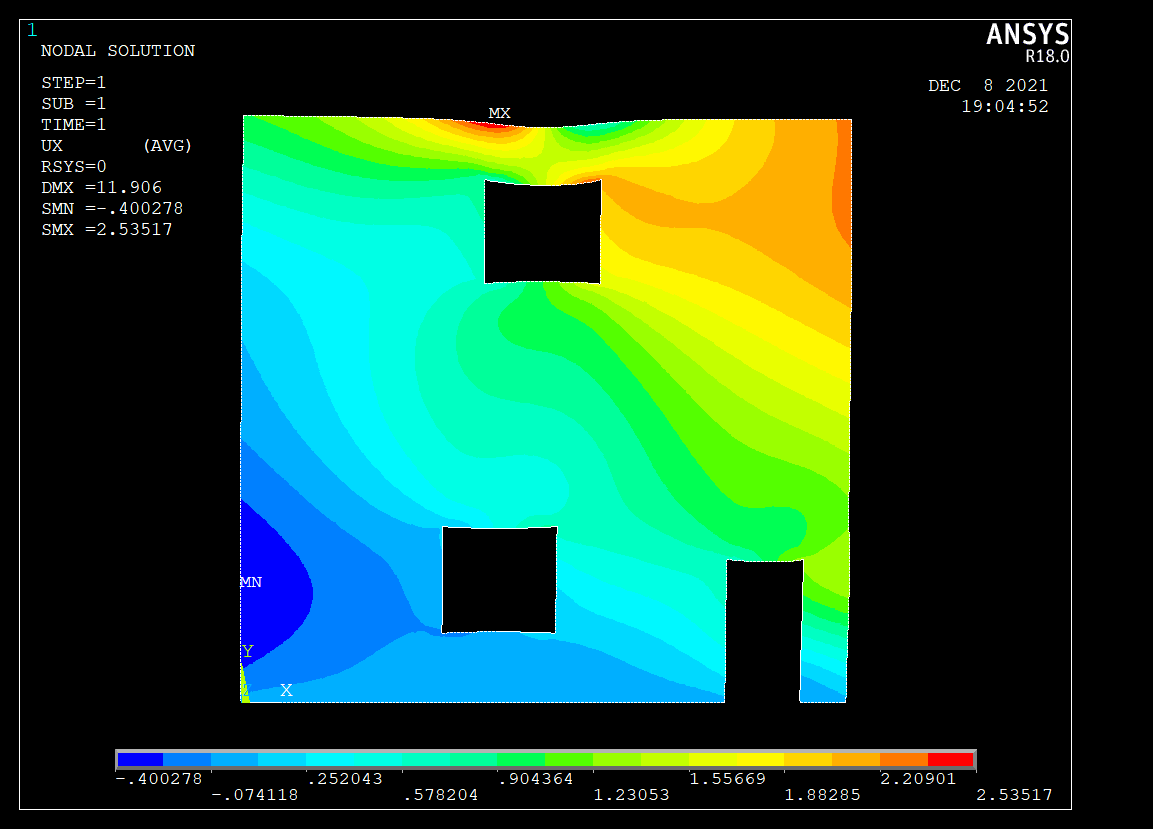 1
ANSYS
R18.0
NODAL SOLUTION
STEP=1
SUB =1
TIME=1
UX (AVG)
RSYS=0
DMX =11.906
SMN =-.400278
SMX =2.53517
DEC 8 2021
19:04:52
MX
MN
Y
X
-.400278 .252043 .904364 1.55669 2.20901
-.074118 .578204 1.23053 1.88285 2.53517